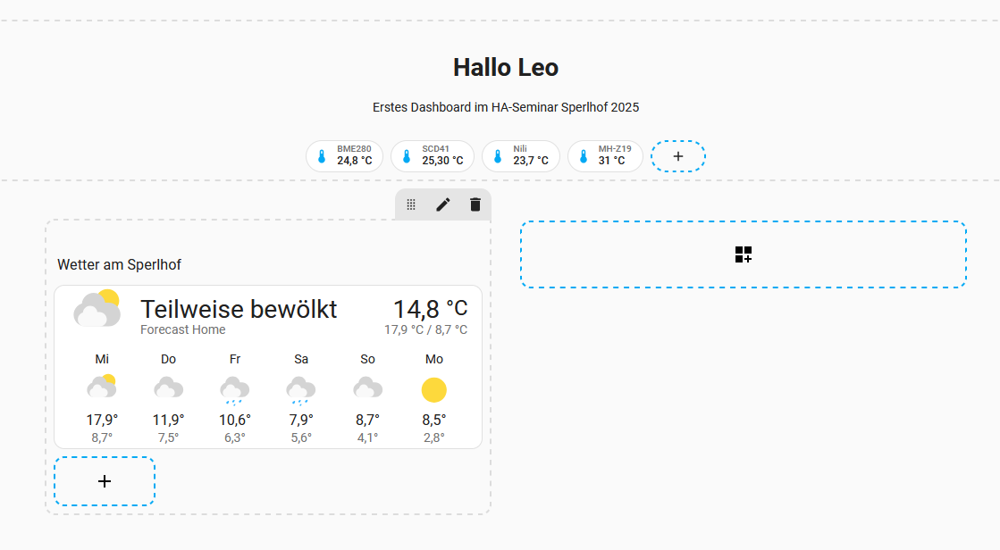 Hallo Leo
Erstes Dashboard im HA-Seminar Sperlhof 2025
BME280 SCD41 Nili MH-Z19
24,8 °C 25,30 °C 23,7 °C 31 °C
Wetter am Sperlhof
Teilweise bewölkt 14,8 °C
Forecast Home 17,9 °C / 8,7 °C
Mi Do Fr Sa So Mo
17,9° 11,9° 10,6° 7,9° 8,7° 8,5°
8,7° 7,5° 6,3° 5,6° 4,1° 2,8°